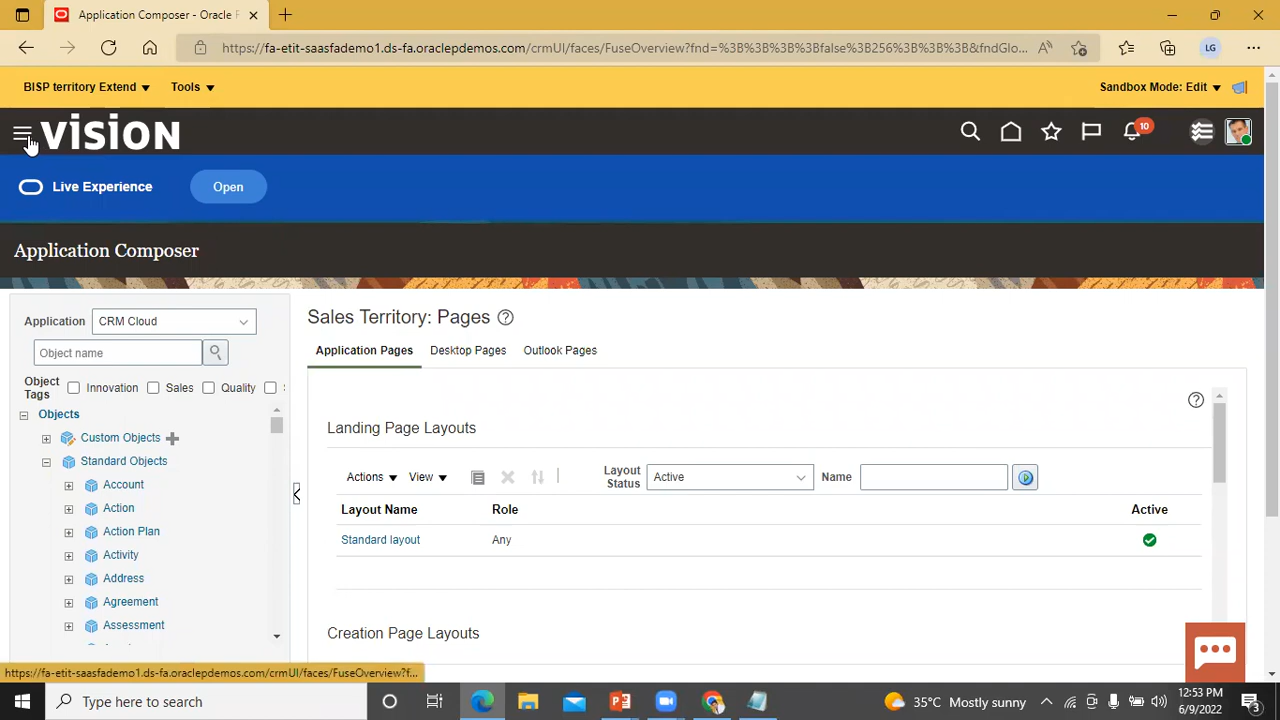 Application Composer - Oracle F
https://fa-etit-saasfademo1.ds-fa.oraclepdemos.com/crmUI/faces/FuseOverview?fnd=%3B%3B%3B%3Bfalse%3B256%3B%3B%3B&fndGlo...
LG
BISP territory Extend
Tools
Sandbox Mode: Edit
VISION
10
Live Experience
Open
Application Composer
Application
CRM Cloud
Object name
Object Tags
Innovation
Sales
Quality
Objects
Custom Objects
Standard Objects
Account
Action
Action Plan
Activity
Address
Agreement
Assessment
Sales Territory: Pages
Application Pages
Desktop Pages
Outlook Pages
Landing Page Layouts
Actions
View
Layout Status
Active
Name
Layout Name
Role
Active
Standard layout
Any
Creation Page Layouts
https://fa-etit-saasfademo1.ds-fa.oraclepdemos.com/crmUI/faces/FuseOverview?f...
Type here to search
35°C Mostly sunny
12:53 PM
6/9/2022
3